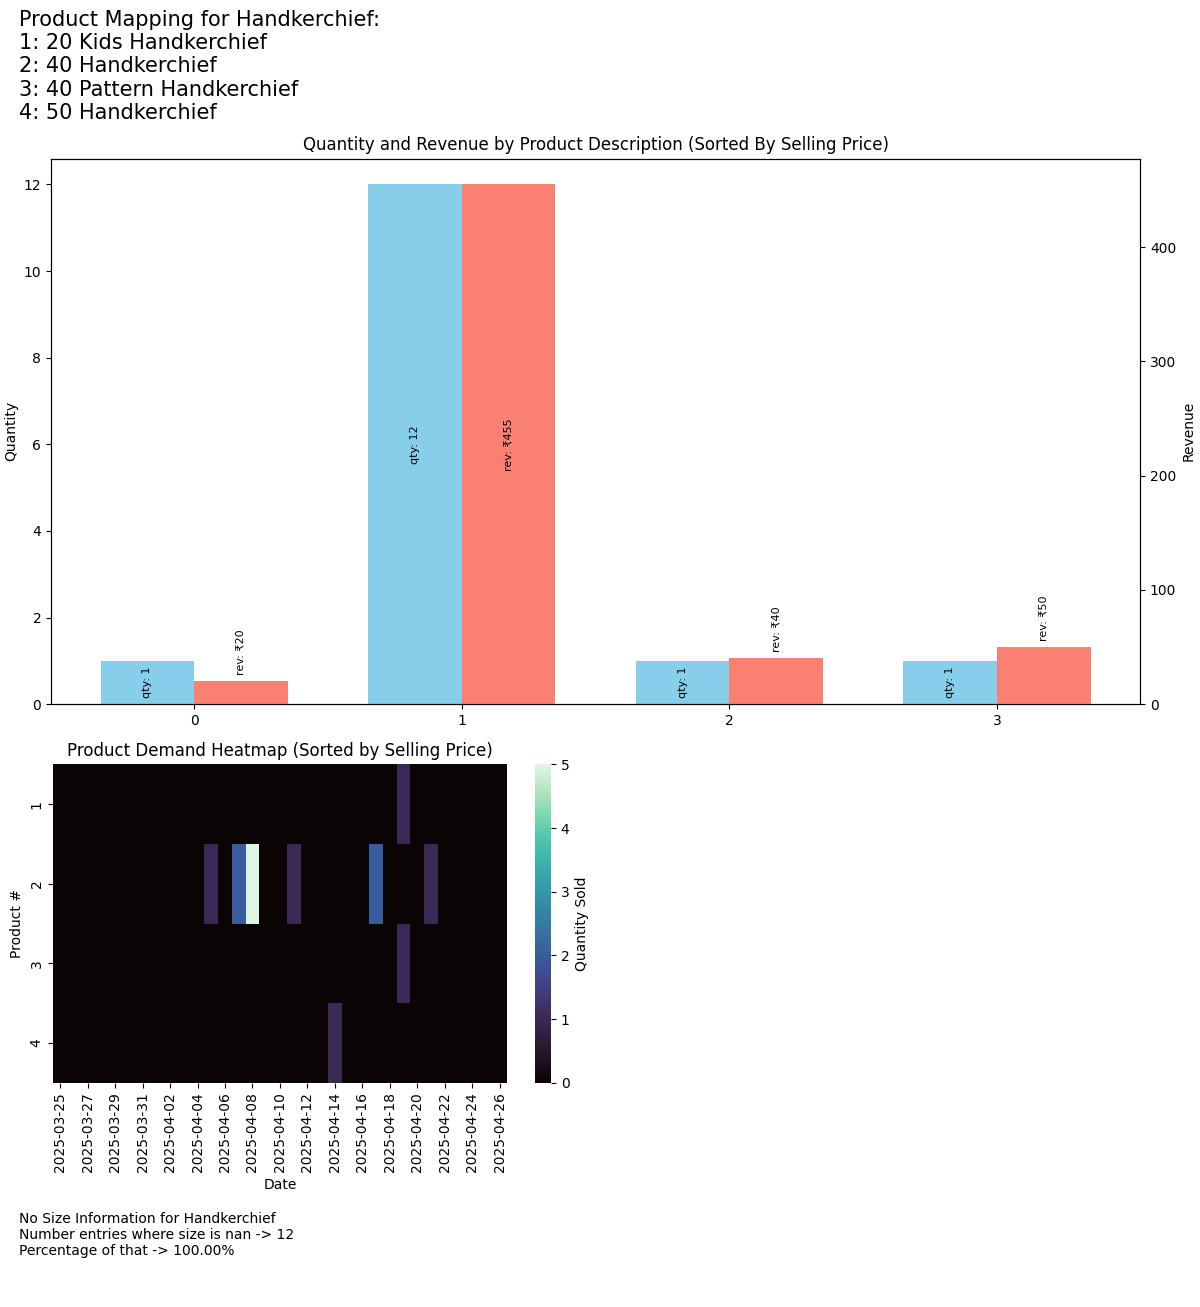 Product Mapping for Handkerchief:
1: 20 Kids Handkerchief
2: 40 Handkerchief
3: 40 Pattern Handkerchief
4: 50 Handkerchief
Quantity and Revenue by Product Description (Sorted By Selling Price)
Quantity
12
10
8
6
4
2
0
qty: 1
rev: ₹20
qty: 12
rev: ₹455
qty: 1
rev: ₹40
qty: 1
rev: ₹50
400
300
200
100
0
Revenue
0
1
2
3
Product Demand Heatmap (Sorted by Selling Price)
Product #
1
2
3
4
5
4
3
2
1
0
Quantity Sold
2025-03-25
2025-03-27
2025-03-29
2025-03-31
2025-04-02
2025-04-04
2025-04-06
2025-04-08
2025-04-10
2025-04-12
2025-04-14
2025-04-16
2025-04-18
2025-04-20
2025-04-22
2025-04-24
2025-04-26
Date
No Size Information for Handkerchief
Number entries where size is nan -> 12
Percentage of that -> 100.00%